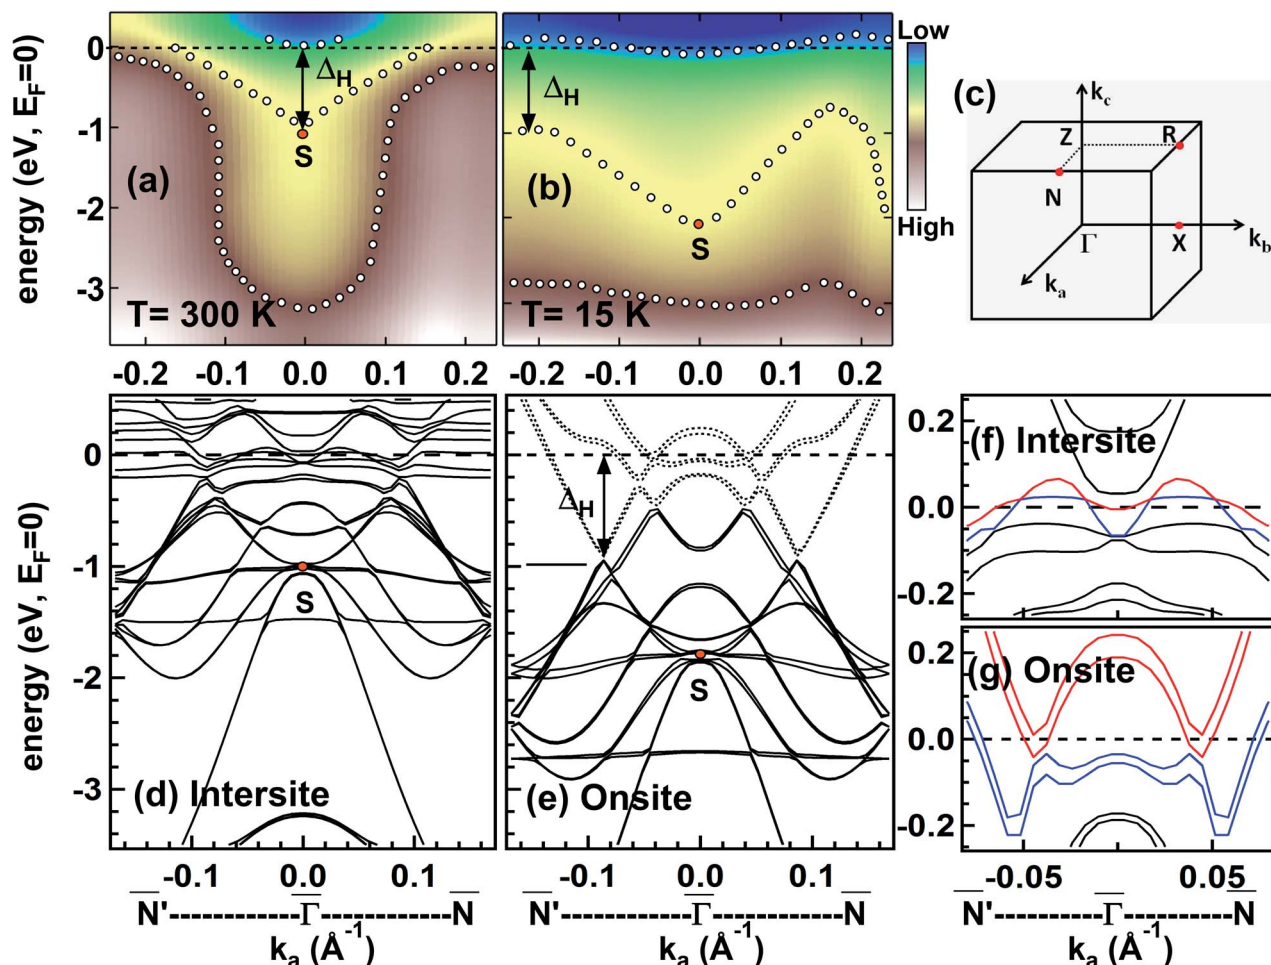 energy (eV, E_F=0)
0
-1
-2
-3
Δ_H
S
(a)
T= 300 K
-0.2 -0.1 0.0 0.1 0.2
Δ_H
S
(b)
T= 15 K
-0.2 -0.1 0.0 0.1 0.2
Low
High
(c)
k_c
Z
R
N
Γ
X
k_b
k_a
energy (eV, E_F=0)
0
-1
-2
-3
S
(d) Intersite
-0.1 0.0 0.1
N̅'-----------Γ̅-----------N̅
k_a (Å⁻¹)
Δ_H
S
(e) Onsite
-0.1 0.0 0.1
N̅'-----------Γ̅-----------N̅
k_a (Å⁻¹)
0.2
0.0
-0.2
(f) Intersite
0.2
0.0
-0.2
(g) Onsite
-0.05 0.05
N̅'-----------Γ̅-----------N̅
k_a (Å⁻¹)